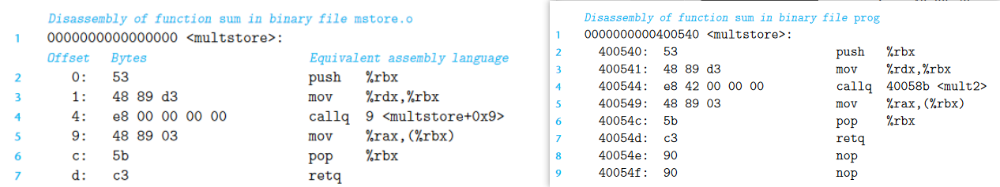 Disassembly of function sum in binary file mstore.o
1 0000000000000000 <multstore>:
Offset Bytes Equivalent assembly language
2 0: 53 push %rbx
3 1: 48 89 d3 mov %rdx,%rbx
4 4: e8 00 00 00 00 callq 9 <multstore+0x9>
5 9: 48 89 03 mov %rax,(%rbx)
6 c: 5b pop %rbx
7 d: c3 retq
Disassembly of function sum in binary file prog
1 0000000000400540 <multstore>:
2 400540: 53 push %rbx
3 400541: 48 89 d3 mov %rdx,%rbx
4 400544: e8 42 00 00 00 callq 40058b <mult2>
5 400549: 48 89 03 mov %rax,(%rbx)
6 40054c: 5b pop %rbx
7 40054d: c3 retq
8 40054e: 90 nop
9 40054f: 90 nop